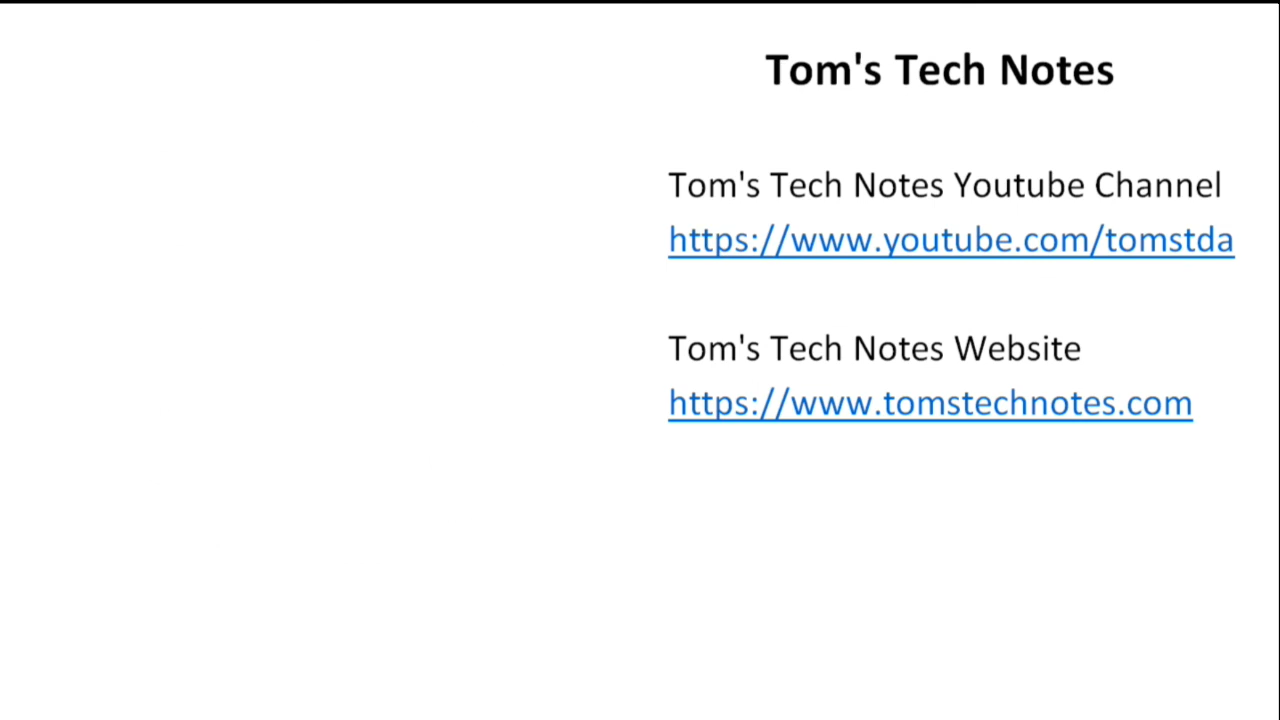 Tom's Tech Notes
Tom's Tech Notes Youtube Channel
https://www.youtube.com/tomstda
Tom's Tech Notes Website
https://www.tomstechnotes.com